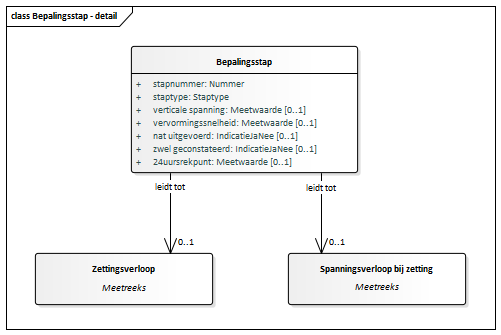 class Bepalingsstap - detail
Bepalingsstap
+ stapnummer: Nummer
+ staptype: Staptype
+ verticale spanning: Meetwaarde [0..1]
+ vervormingssnelheid: Meetwaarde [0..1]
+ nat uitgevoerd: IndicatieJaNee [0..1]
+ zwel geconstateerd: IndicatieJaNee [0..1]
+ 24uursrekpunt: Meetwaarde [0..1]
leidt tot
leidt tot
0..1
0..1
Zettingsverloop
Meetreeks
Spanningsverloop bij zetting
Meetreeks